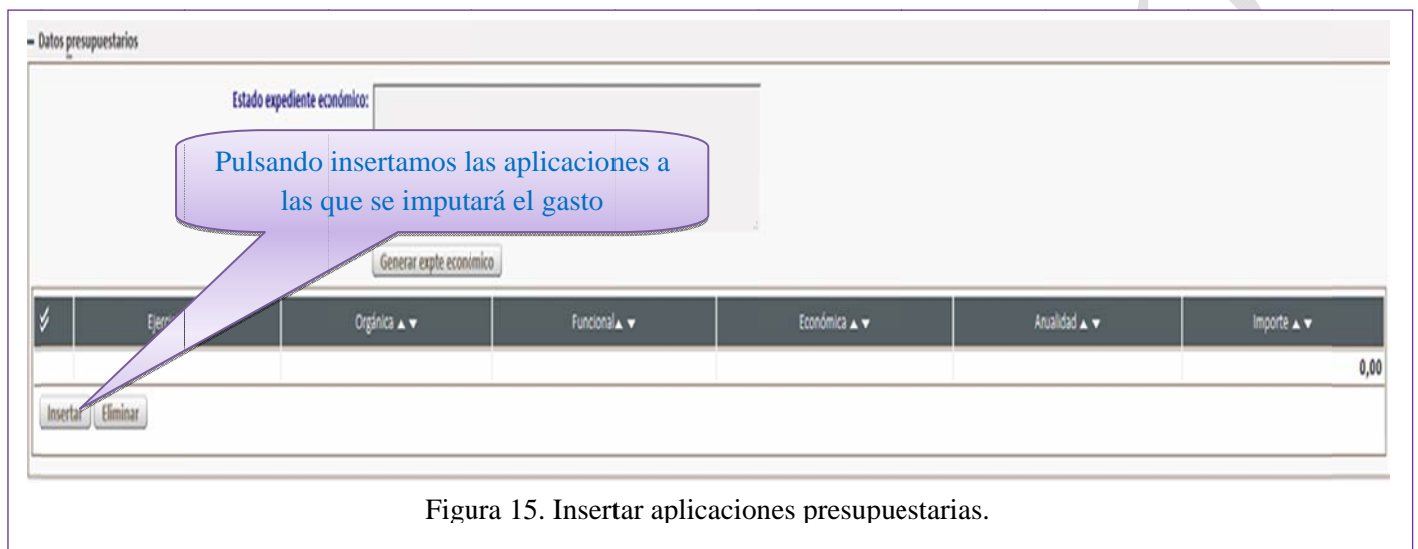 – Datos presupuestarios
Estado expediente económico:
Pulsando insertamos las aplicaciones a
las que se imputará el gasto
Generar expte económico
Orgánica ▲ ▼ Funcional ▲ ▼ Económica ▲ ▼ Anualidad ▲ ▼ Importe ▲ ▼
0,00
Insertar Eliminar
Figura 15. Insertar aplicaciones presupuestarias.